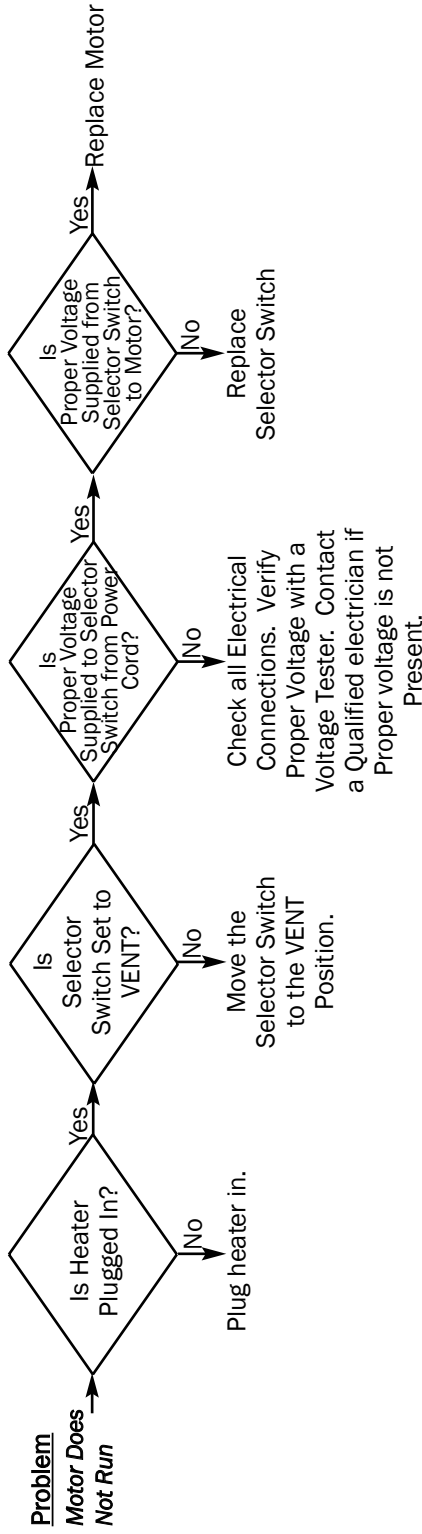 Problem
Motor Does
Not Run
Is Heater
Plugged In?
Yes
No
Plug heater in.
Is
Selector
Switch Set to
VENT?
Yes
No
Move the
Selector Switch
to the VENT
Position.
Is
Proper Voltage
Supplied to Selector
Switch from Power
Cord?
Yes
No
Check all Electrical
Connections. Verify
Proper Voltage with a
Voltage Tester. Contact
a Qualified electrician if
Proper voltage is not
Present.
Is
Proper Voltage
Supplied from
Selector Switch
to Motor?
Yes
Replace Motor
No
Replace
Selector Switch